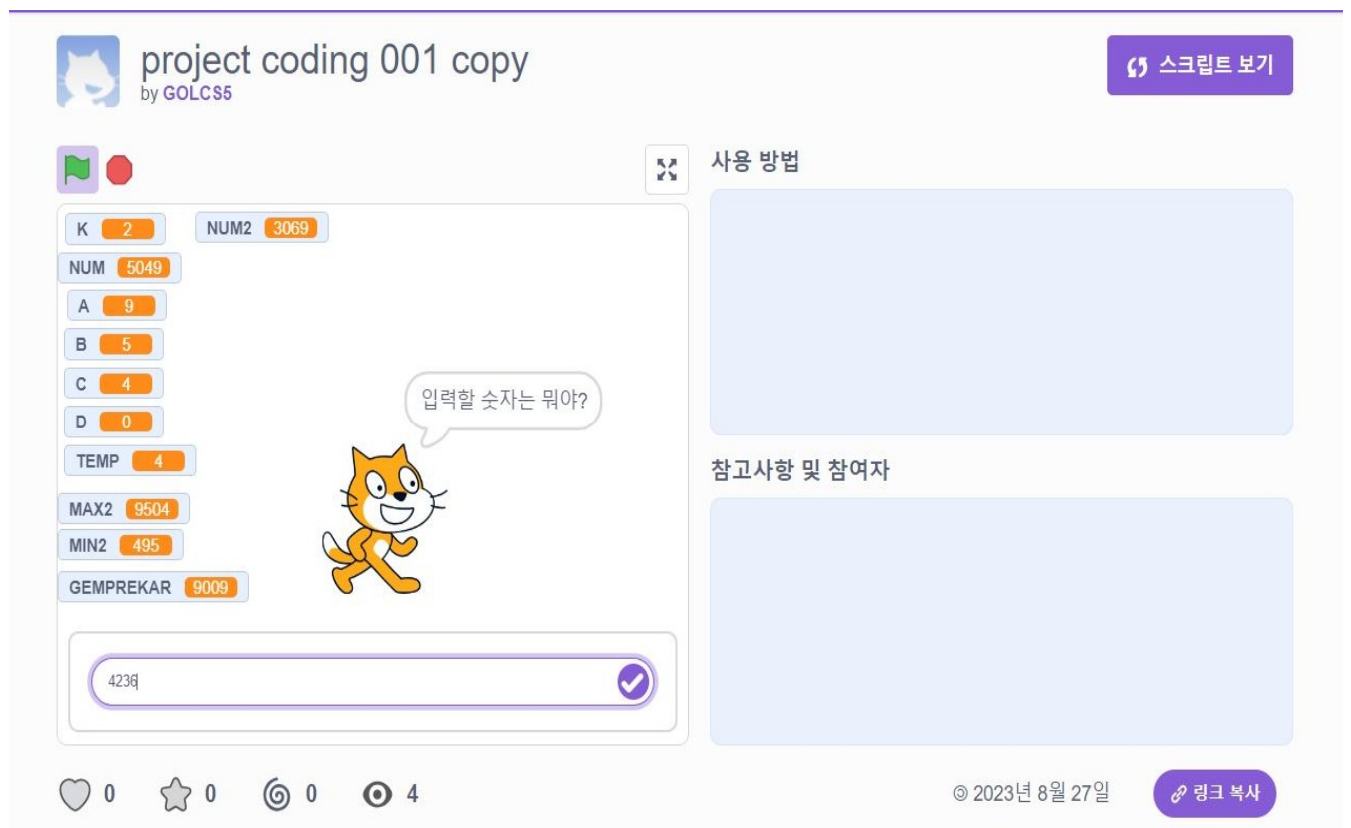 project coding 001 copy
by GOLCS5
스크립트 보기
사용 방법
K 2
NUM2 3069
NUM 5049
A 9
B 5
C 4
D 0
TEMP 4
MAX2 9504
MIN2 495
GEMPREKAR 9009
입력할 숫자는 뭐야?
4236
참고사항 및 참여자
0
0
0
4
© 2023년 8월 27일
링크 복사